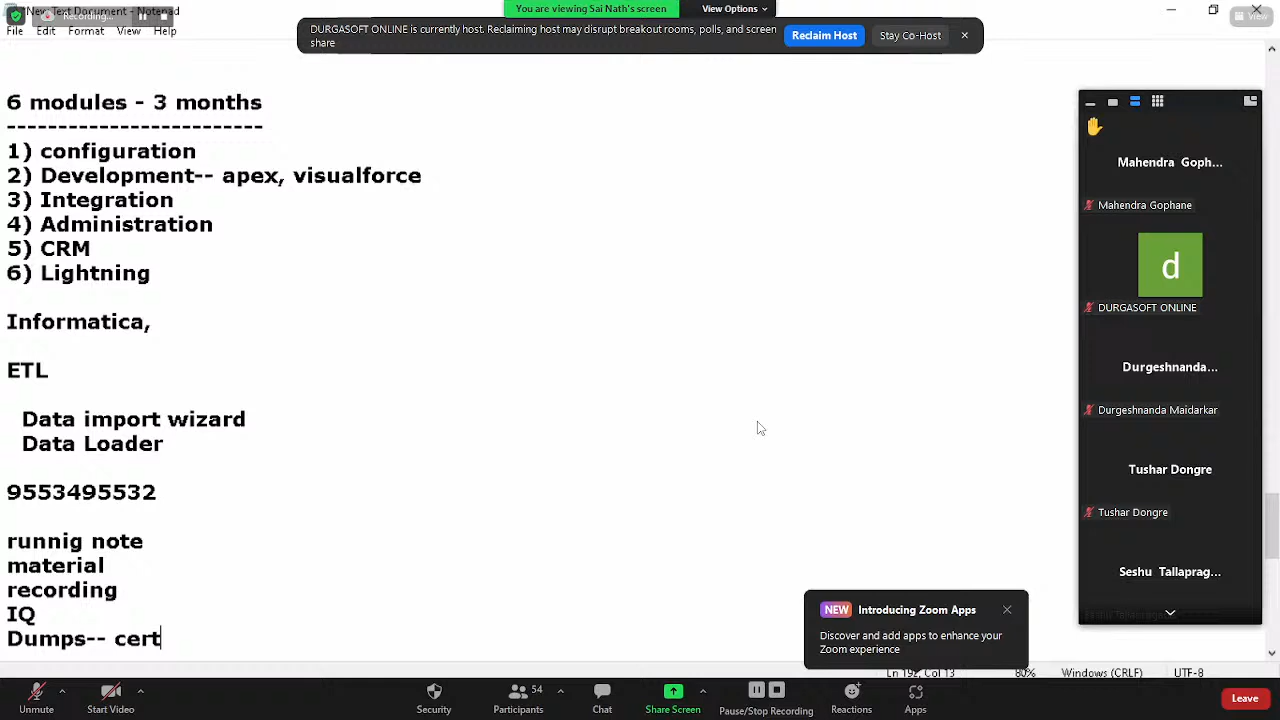 New Text Document - Notepad
Recording...
You are viewing Sai Nath's screen
View Options
View
File Edit Format View Help
DURGASOFT ONLINE is currently host. Reclaiming host may disrupt breakout rooms, polls, and screen
share
Reclaim Host
Stay Co-Host
6 modules - 3 months
------------------------
1) configuration
2) Development-- apex, visualforce
3) Integration
4) Administration
5) CRM
6) Lightning
Informatica,
ETL
Data import wizard
Data Loader
9553495532
runnig note
material
recording
IQ
Dumps-- cert
Mahendra Goph...
Mahendra Gophane
d
DURGASOFT ONLINE
Durgeshnanda...
Durgeshnanda Maidarkar
Tushar Dongre
Tushar Dongre
Seshu Tallaprag...
NEW Introducing Zoom Apps
Discover and add apps to enhance your
Zoom experience
Ln 192, Col 13 80% Windows (CRLF) UTF-8
Unmute
Start Video
Security
54
Participants
Chat
Share Screen
Pause/Stop Recording
Reactions
Apps
Leave